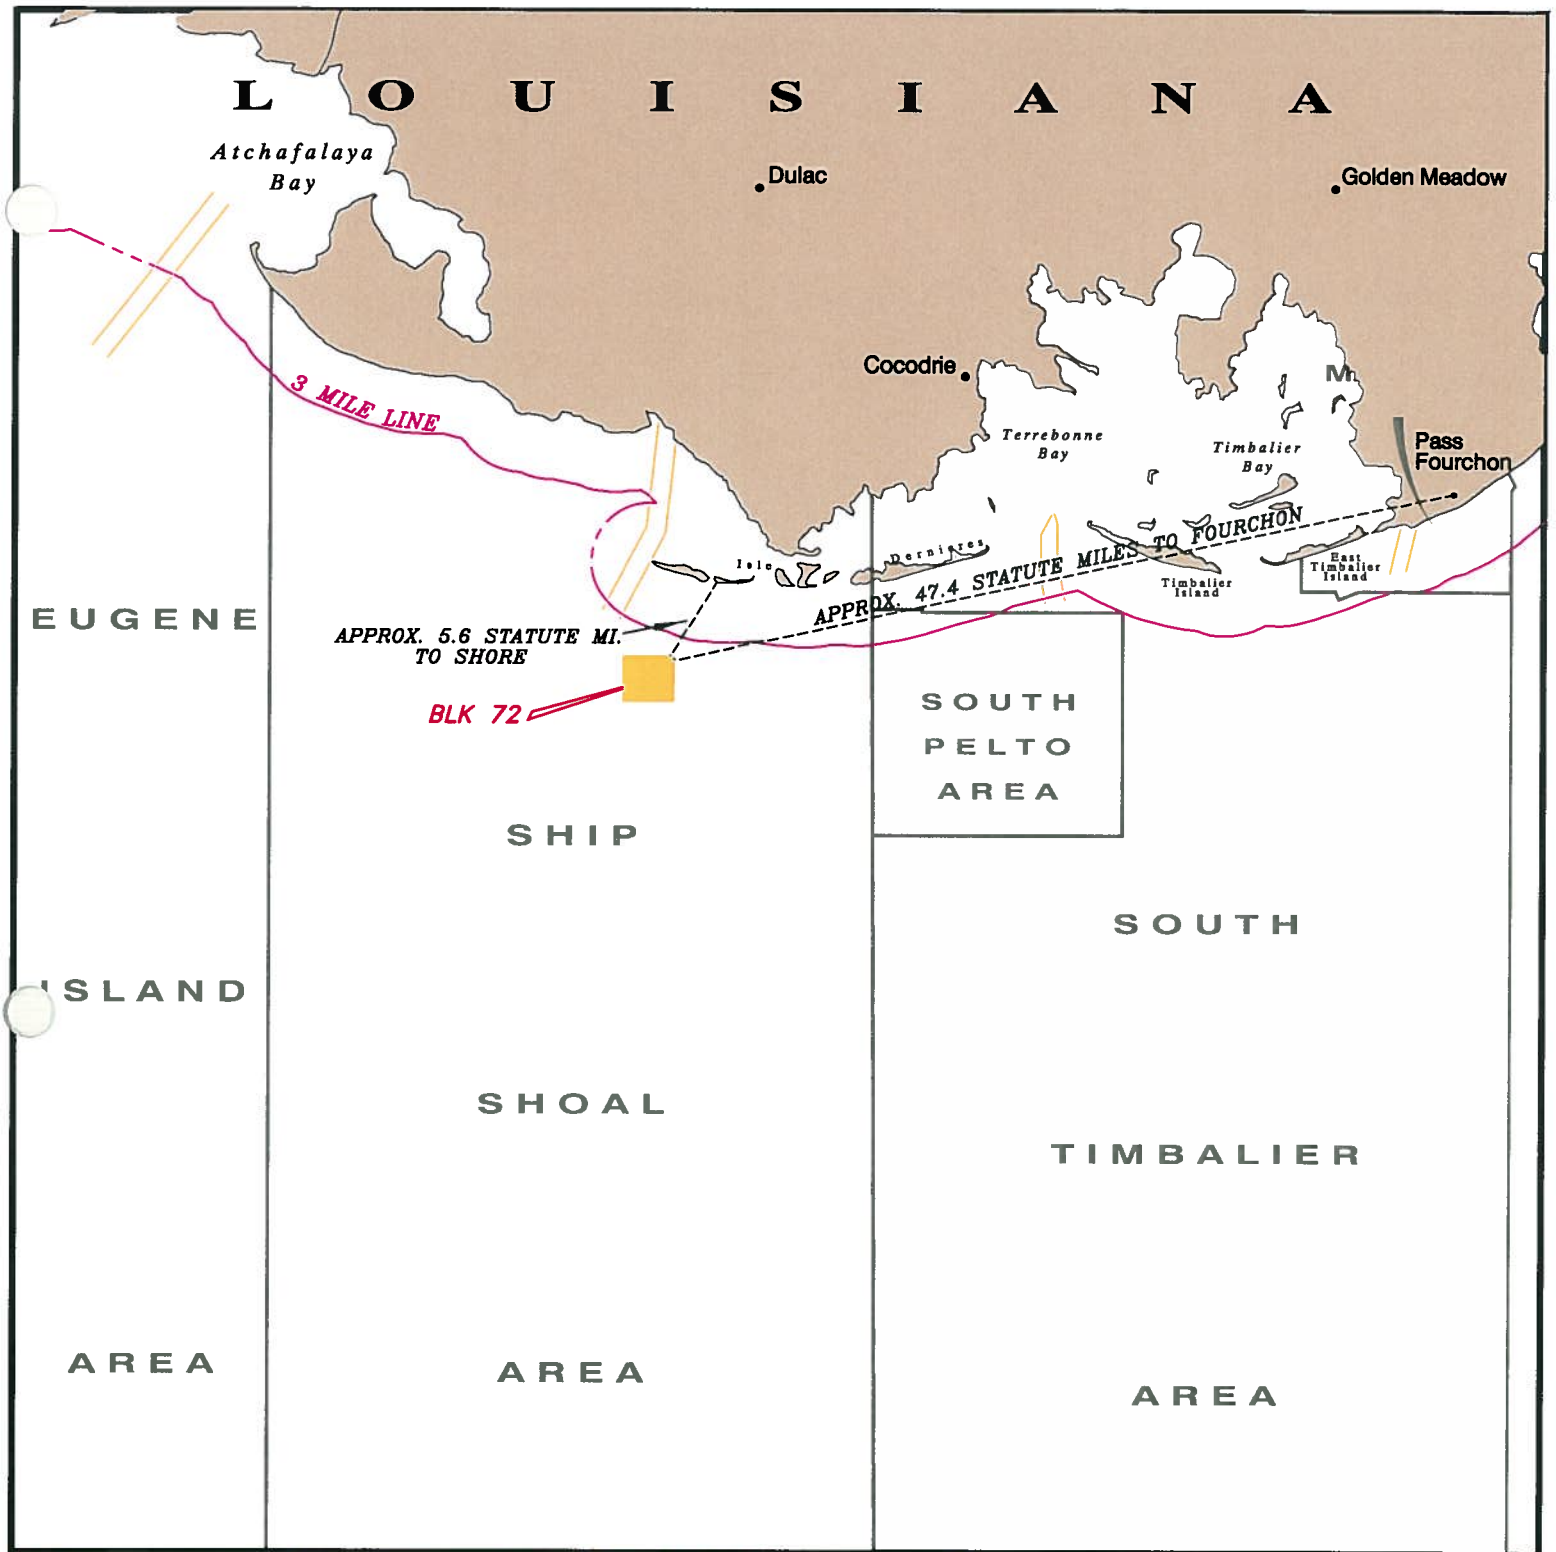 LOUISIANA
Atchafalaya
Bay
Dulac
Golden Meadow
Cocodrie
M
3 MILE LINE
Terrebonne
Bay
Timbalier
Bay
Pass
Fourchon
Isle
Dernieres
APPROX. 47.4 STATUTE MILES TO FOURCHON
East
Timbalier
Island
Timbalier
Island
EUGENE
APPROX. 5.6 STATUTE MI.
TO SHORE
BLK 72
SOUTH
PELTO
AREA
SHIP
SOUTH
ISLAND
SHOAL
TIMBALIER
AREA
AREA
AREA